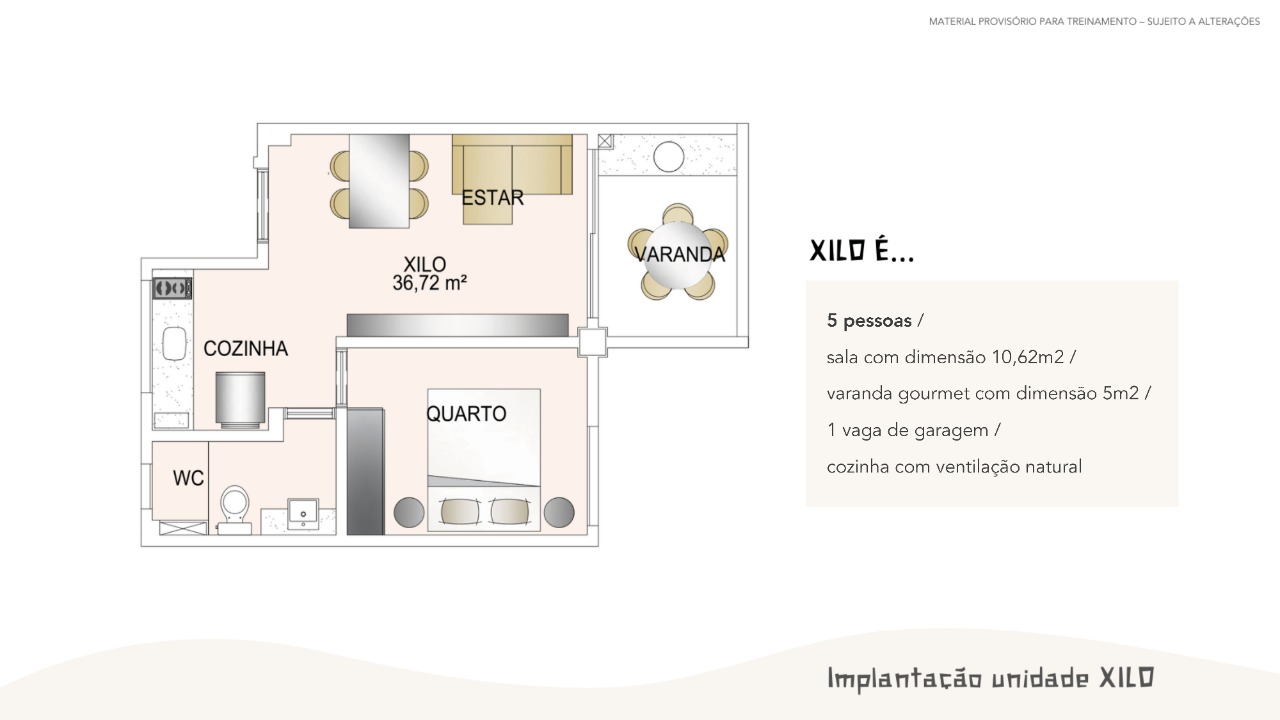 MATERIAL PROVISÓRIO PARA TREINAMENTO – SUJEITO A ALTERAÇÕES
ESTAR
VARANDA
XILO
36,72 m²
COZINHA
QUARTO
WC
XILO É...
5 pessoas /
sala com dimensão 10,62m2 /
varanda gourmet com dimensão 5m2 /
1 vaga de garagem /
cozinha com ventilação natural
Implantação unidade XILO